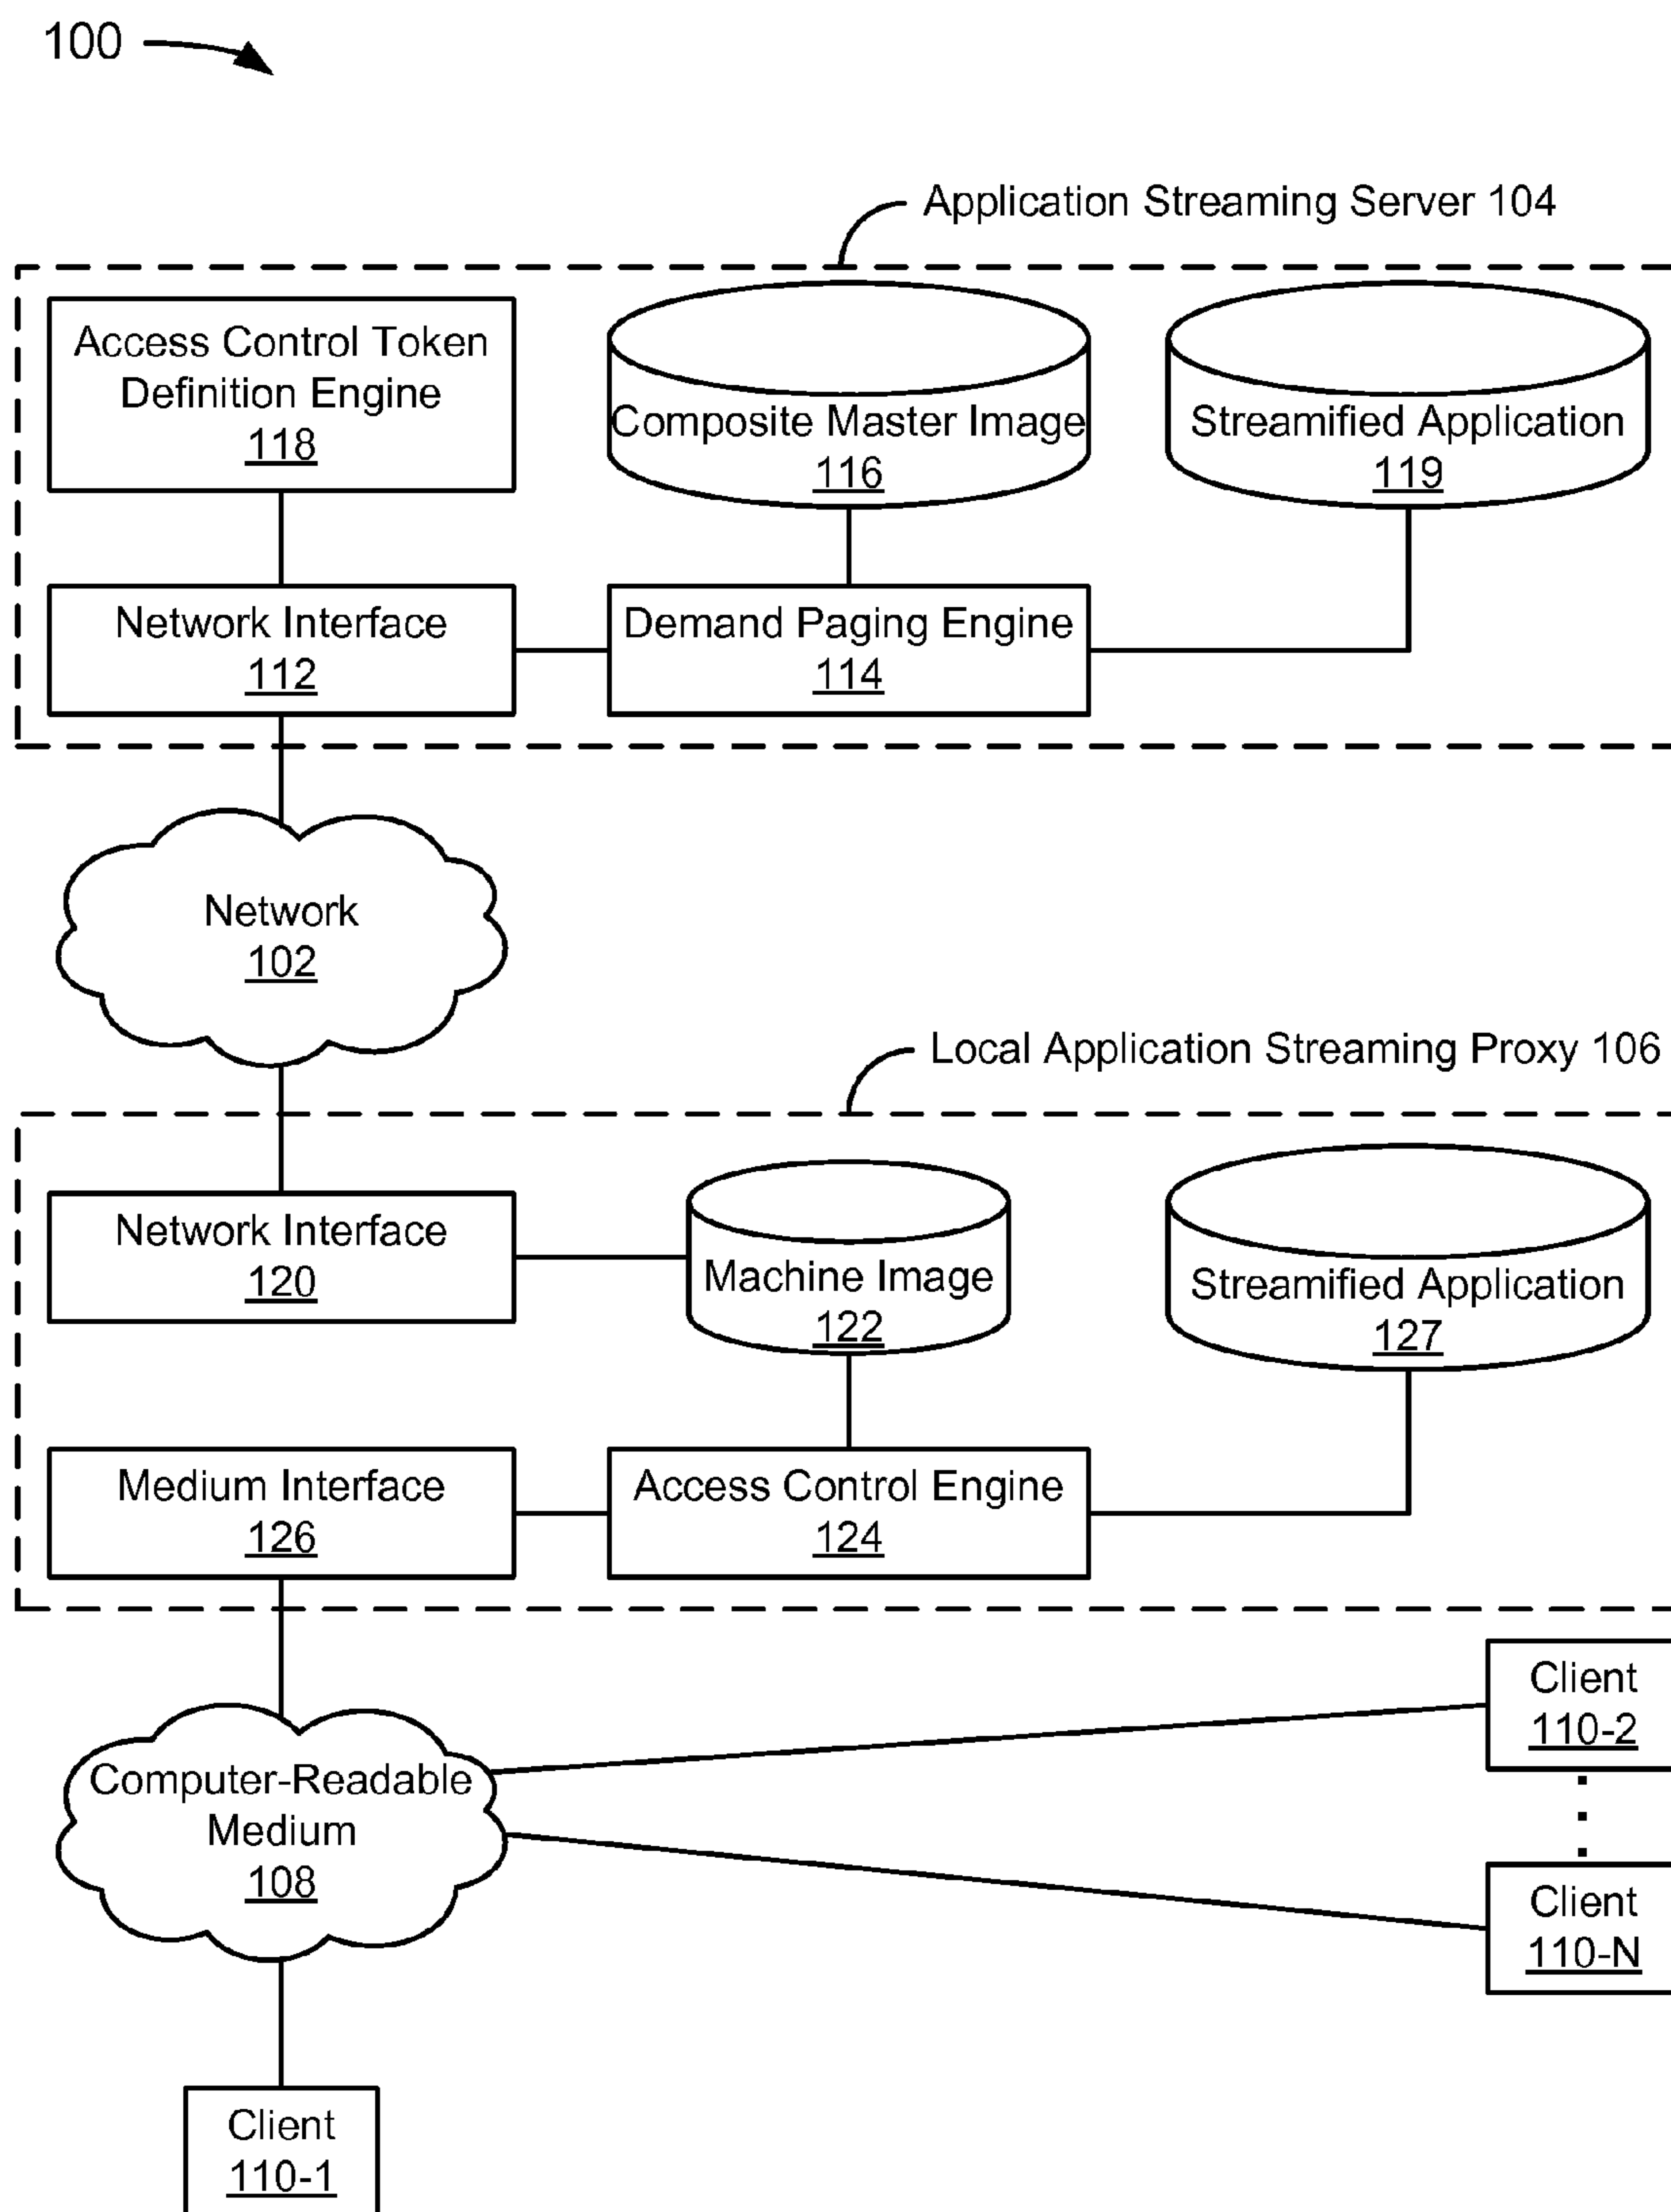 100
Application Streaming Server 104
Access Control Token
Definition Engine
118
Composite Master Image
116
Streamified Application
119
Network Interface
112
Demand Paging Engine
114
Network
102
Local Application Streaming Proxy 106
Network Interface
120
Machine Image
122
Streamified Application
127
Medium Interface
126
Access Control Engine
124
Client
110-2
Computer-Readable
Medium
108
Client
110-N
Client
110-1